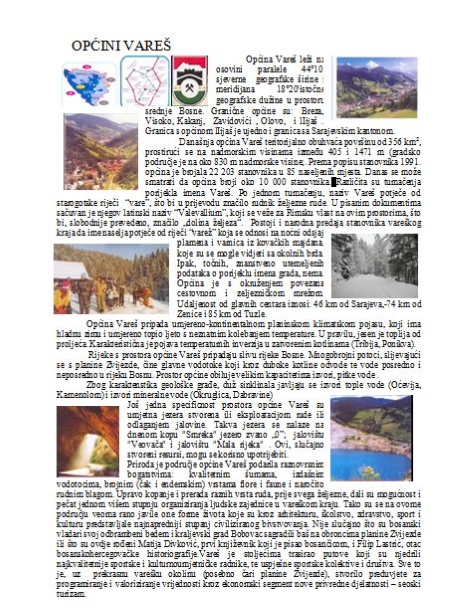 OPĆINI VAREŠ
Općina Vareš leži na
osovini paralele 44º10
sjeverne geografske širine i
meridijana 18º20'istočne
geografske dužine u prostoru
srednje Bosne. Granične općine su: Breza,
Visoko, Kakanj, Zavidovići , Olovo, i Ilijaš .
Granica s općinom Ilijaš je ujedno i granica sa Sarajevskim kantonom.
Današnja općina Vareš teritorijalno obuhvaća površinu od 356 km²,
prostirući se na nadmorskim visinama između 405 i 1471 m (gradsko
područje je na oko 830 m nadmorske visine). Prema popisu stanovnika 1991.
općina je brojala 22 203 stanovnika u 85 naseljenih mjesta. Danas se može
smatrati da općina broji oko 10 000 stanovnika. Različita su tumačenja
porijekla imena Vareš. Po jednom tumačenju, naziv Vareš potječe od
starogotske riječi "vare", što bi u prijevodu značilo rudnik željezne rude. U pisanim dokumentima
sačuvan je njegov latinski naziv "Valevallium", koji se veže za Rimsku vlast na ovim prostorima, što
bi, slobodnije prevedeno, značilo „dolina željeza". Postoji i narodna predaja stanovnika vareškog
kraja da ime naselja potječe od riječi "varež" koja se odnosi na noćni odsjaj
plamena i varnica iz kovačkih majdana,
koje su se mogle vidjeti sa okolnih brda.
Ipak, točnih, znanstveno utemeljenih
podataka o porijeklu imena grada, nema.
Općina je s okruženjem povezana
cestovnom i željezničkom mrežom.
Udaljenost od glavnih centara iznosi: 46 km od Sarajeva,-74 km od
Zenice i 85 km od Tuzle.
Općina Vareš pripada umjereno-kontinentalnom planinskom klimatskom pojasu, koji ima
hladnu zimu i umjereno toplo ljeto s neznatnim kolebanjem temperature. U pravilu, jesen je toplija od
proljeća. Karakteristična je pojava temperaturnih inverzija u zatvorenim kotlinama (Tribija, Ponikva).
Rijeke s prostora općine Vareš pripadaju slivu rijeke Bosne. Mnogobrojni potoci, slijevajući
se s planine Zvijezde, čine glavne vodotoke koji kroz duboke kotline odvode te vode posredno i
neposredno u rijeku Bosnu. Prostor općine obiluje velikim kapacitetima izvori, pitke vode .
Zbog karakteristika geološke građe, duž sinklinala javljaju se izvori tople vode (Oćevija,
Kamenolom) i izvori mineralne vode (Okruglica, Dabravine)
Još jedna specifičnost prostora općine Vareš su
umjetna jezera stvorena ili eksploatacijom rude ili
odlaganjem jalovine. Takva jezera se nalaze na
dnenom kopu "Smreka" jezero zvano „0"; jalovištu
"Veovača" i jalovištu "Mala rijeka" . Ovi, slučajno
stvoreni resursi, mogu se korisno upotrijebiti.
Priroda je područje općine Vareš podarila raznovrsnim
bogatstvima: kvalitetnim šumama, izdašnim
vodotocima, brojnim (čak i endemskim) vrstama flore i faune i naročito
rudnim blagom. Upravo kopanje i prerada raznih vrsta ruda, prije svega željezne, dali su mogućnost i
pečat jednom višem stupnju organiziranja ljudske zajednice u vareškom kraju. Tako su se na ovome
području veoma rano javile one forme života koje su kroz arhitekturu, školstvo, zdravstvo, sport i
kulturu predstavljale najnapredniji stupanj civiliziranog bivstvovanja. Nije slučajno što su bosanski
vladari svoj odbrambeni bedem i kraljevski grad Bobovac sagradili baš na obroncima planine Zvijezde
ili što su ovdje rođeni Matija Divković, prvi književnik koji je pisao bosančicom, i Filip Lastrić, otac
bosanskohercegovačke historiografije.Vareš je stoljećima trasirao putove koji su njedrili
najkvalitetnije sportske i kulturnoumjetničke radnike, te uspješne sportske kolektive i društva. Sve to
je, uz prekrasnu varešku okolinu (posebno čari planine Zvijezde), stvorilo preduvjete za
programiranje i valoriziranje vrijednosti kroz ekonomski segment nove privredne djelatnosti – seoski
turizam.